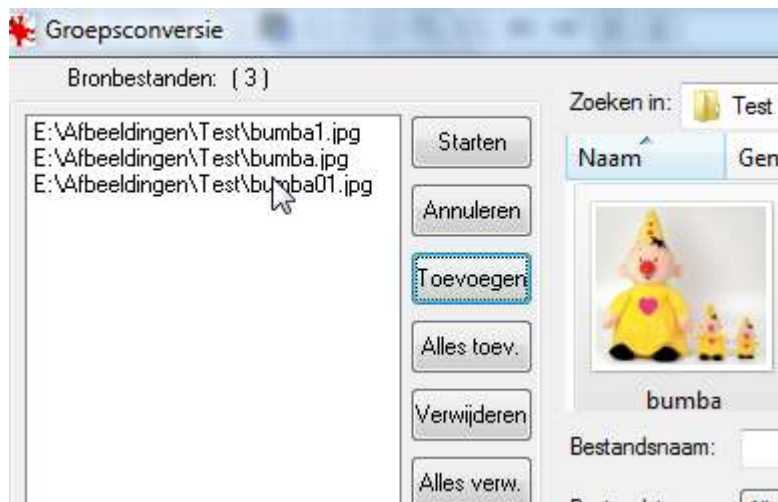 Groepsconversie
Bronbestanden: ( 3 )
E:\Afbeeldingen\Test\bumba1.jpg
E:\Afbeeldingen\Test\bumba.jpg
E:\Afbeeldingen\Test\bumba01.jpg
Starten
Annuleren
Toevoegen
Alles toev.
Verwijderen
Alles verw.
Zoeken in: Test
Naam
bumba
Bestandsnaam: